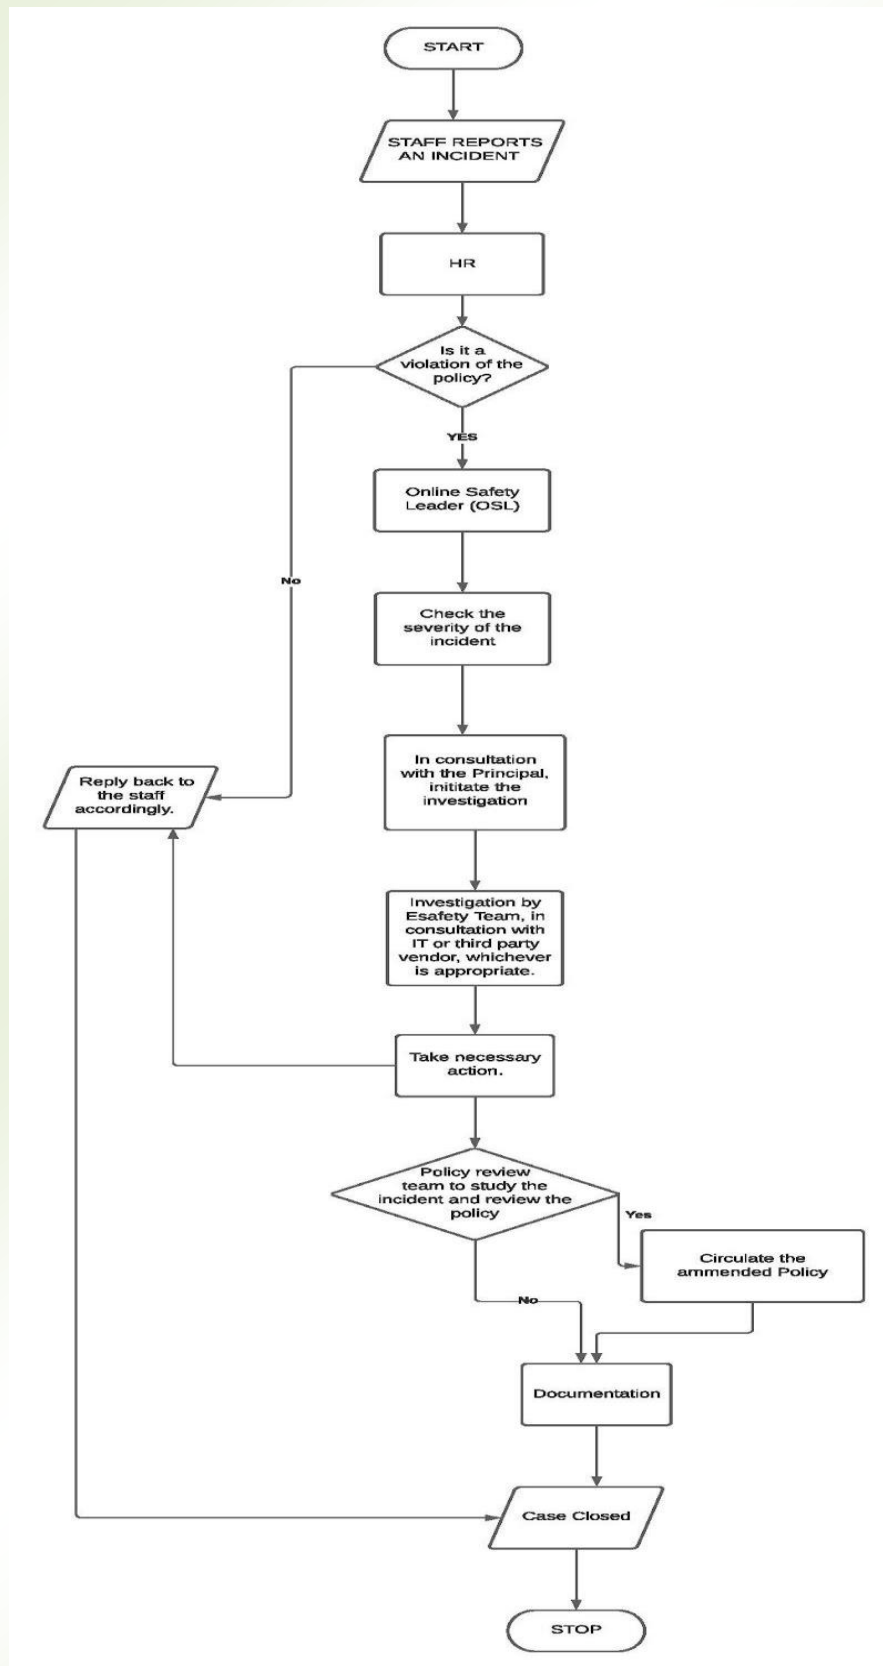 START
STAFF REPORTS
AN INCIDENT
HR
Is it a
violation of the
policy?
YES
Online Safety
Leader (OSL)
No
Check the
severity of the
incident
In consultation
with the Principal,
inititate the
investigation
Reply back to
the staff
accordingly.
Investigation by
Esafety Team, in
consultation with
IT or third party
vendor, whichever
is appropriate.
Take necessary
action.
Policy review
team to study the
incident and review the
policy
Yes
Circulate the
ammended Policy
No
Documentation
Case Closed
STOP